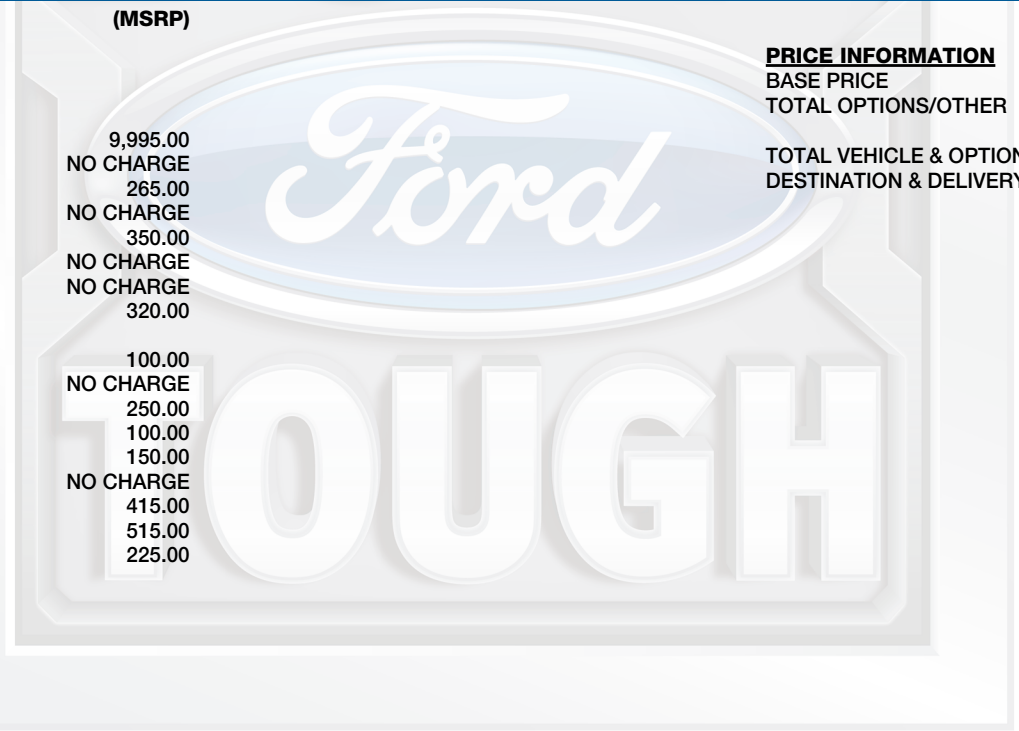 (MSRP)
9,995.00
NO CHARGE
265.00
NO CHARGE
350.00
NO CHARGE
NO CHARGE
320.00
100.00
NO CHARGE
250.00
100.00
150.00
NO CHARGE
415.00
515.00
225.00
PRICE INFORMATION
BASE PRICE
TOTAL OPTIONS/OTHER
TOTAL VEHICLE & OPTION
DESTINATION & DELIVERY
Ford
TOUGH